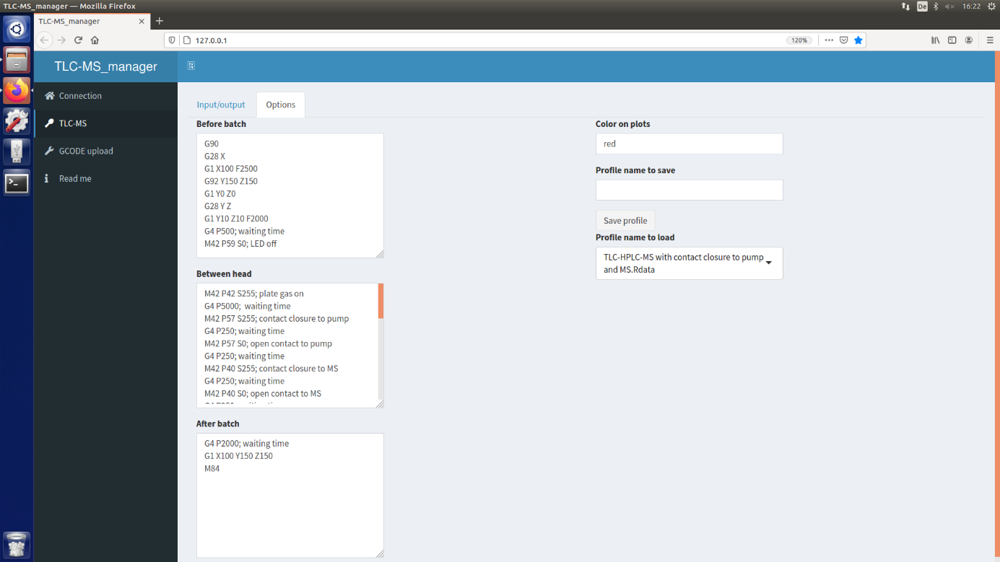 TLC-MS_manager — Mozilla Firefox
De
16:22
TLC-MS_manager
127.0.0.1
120%
TLC-MS_manager
Connection
TLC-MS
GCODE upload
Read me
Input/output
Options
Before batch
G90
G28 X
G1 X100 F2500
G92 Y150 Z150
G1 Y0 Z0
G28 Y Z
G1 Y10 Z10 F2000
G4 P500; waiting time
M42 P59 S0; LED off
Between head
M42 P42 S255; plate gas on
G4 P5000;  waiting time
M42 P57 S255; contact closure to pump
G4 P250; waiting time
M42 P57 S0; open contact to pump
G4 P250; waiting time
M42 P40 S255; contact closure to MS
G4 P250; waiting time
M42 P40 S0; open contact to MS
After batch
G4 P2000; waiting time
G1 X100 Y150 Z150
M84
Color on plots
red
Profile name to save
Save profile
Profile name to load
TLC-HPLC-MS with contact closure to pump
and MS.Rdata